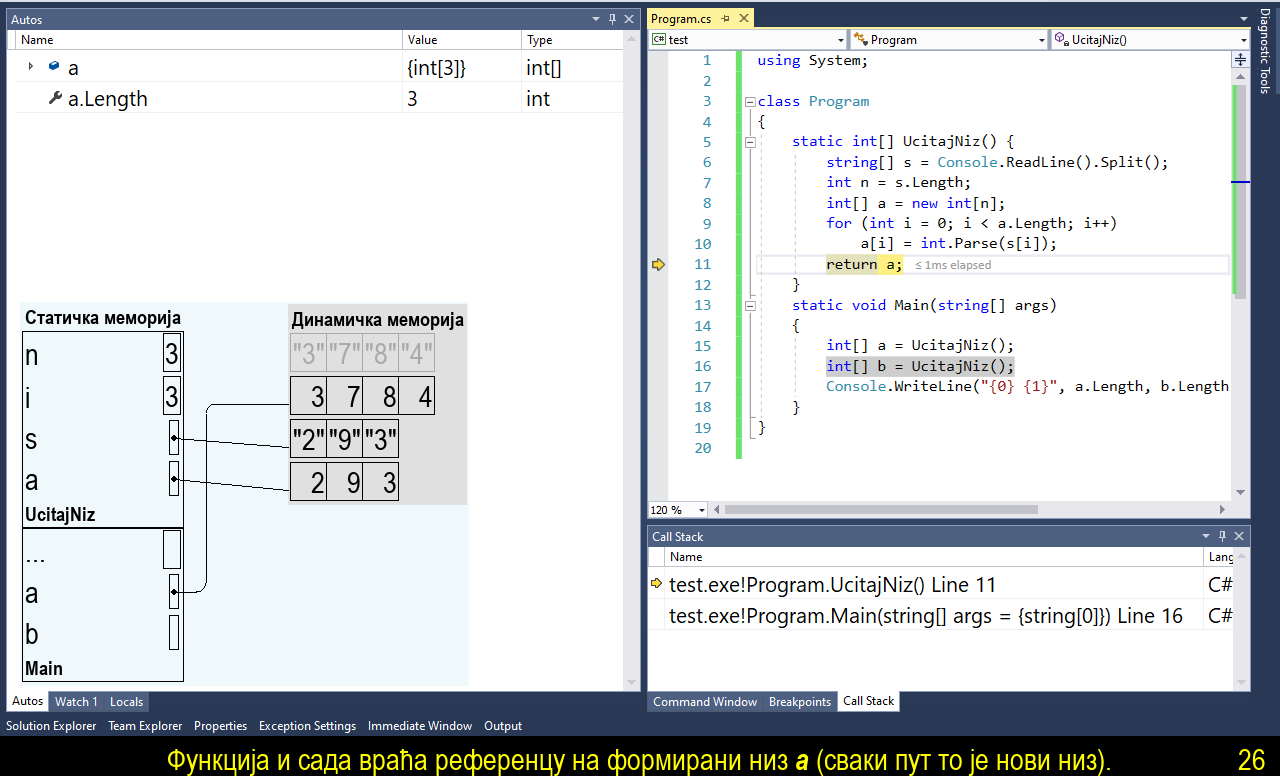 Autos
Name Value Type
a {int[3]} int[]
a.Length 3 int
Статичка меморија
n 3
i 3
s
a
UcitajNiz
...
a
b
Main
Динамичка меморија
"3" "7" "8" "4"
3 7 8 4
"2" "9" "3"
2 9 3
Autos Watch 1 Locals
Program.cs
C# test Program UcitajNiz()
1 using System;
2
3 class Program
4 {
5 static int[] UcitajNiz() {
6 string[] s = Console.ReadLine().Split();
7 int n = s.Length;
8 int[] a = new int[n];
9 for (int i = 0; i < a.Length; i++)
10 a[i] = int.Parse(s[i]);
11 return a; ≤ 1ms elapsed
12 }
13 static void Main(string[] args)
14 {
15 int[] a = UcitajNiz();
16 int[] b = UcitajNiz();
17 Console.WriteLine("{0} {1}", a.Length, b.Length
18 }
19 }
20
120 %
Diagnostic Tools
Call Stack
Name Lang
test.exe!Program.UcitajNiz() Line 11 C#
test.exe!Program.Main(string[] args = {string[0]}) Line 16 C#
Command Window Breakpoints Call Stack
Solution Explorer Team Explorer Properties Exception Settings Immediate Window Output
Функција и сада враћа референцу на формирани низ a (сваки пут то је нови низ). 26